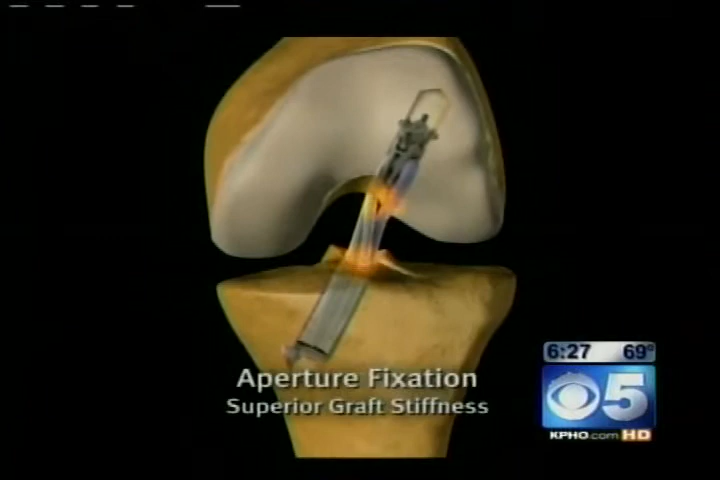 Aperture Fixation
Superior Graft Stiffness
6:27 69°
5
KPHO.com HD